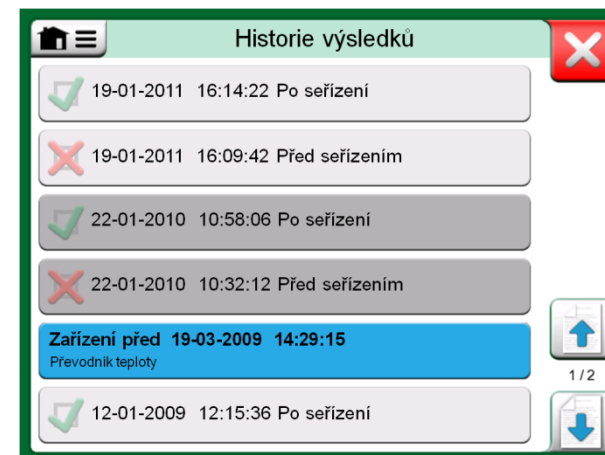 Historie výsledků
19-01-2011 16:14:22 Po seřízení
19-01-2011 16:09:42 Před seřízením
22-01-2010 10:58:06 Po seřízení
22-01-2010 10:32:12 Před seřízením
Zařízení před 19-03-2009 14:29:15
Převodník teploty
1/2
12-01-2009 12:15:36 Po seřízení